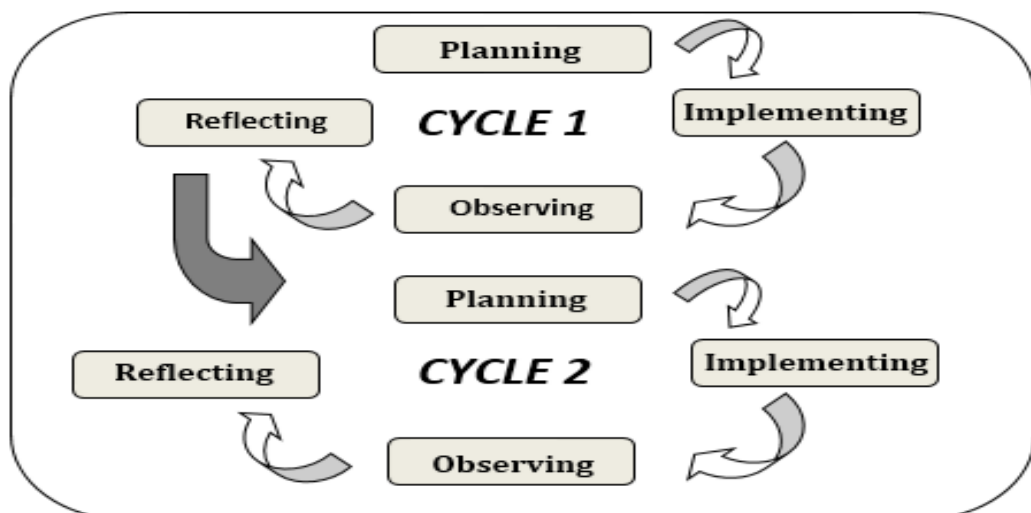 Planning
Implementing
Reflecting
CYCLE 1
Observing
Planning
Implementing
Reflecting
CYCLE 2
Observing